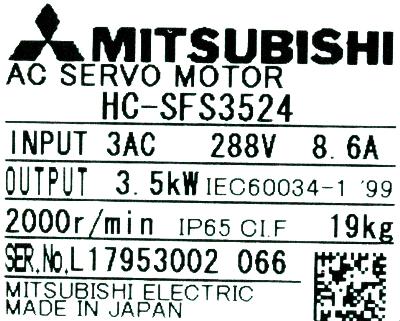 MITSUBISHI
AC SERVO MOTOR
HC-SFS3524
INPUT 3AC 288V 8.6A
OUTPUT 3.5kW IEC60034-1 '99
2000r/min IP65 CI.F 19kg
SER.No.L17953002 066
MITSUBISHI ELECTRIC
MADE IN JAPAN